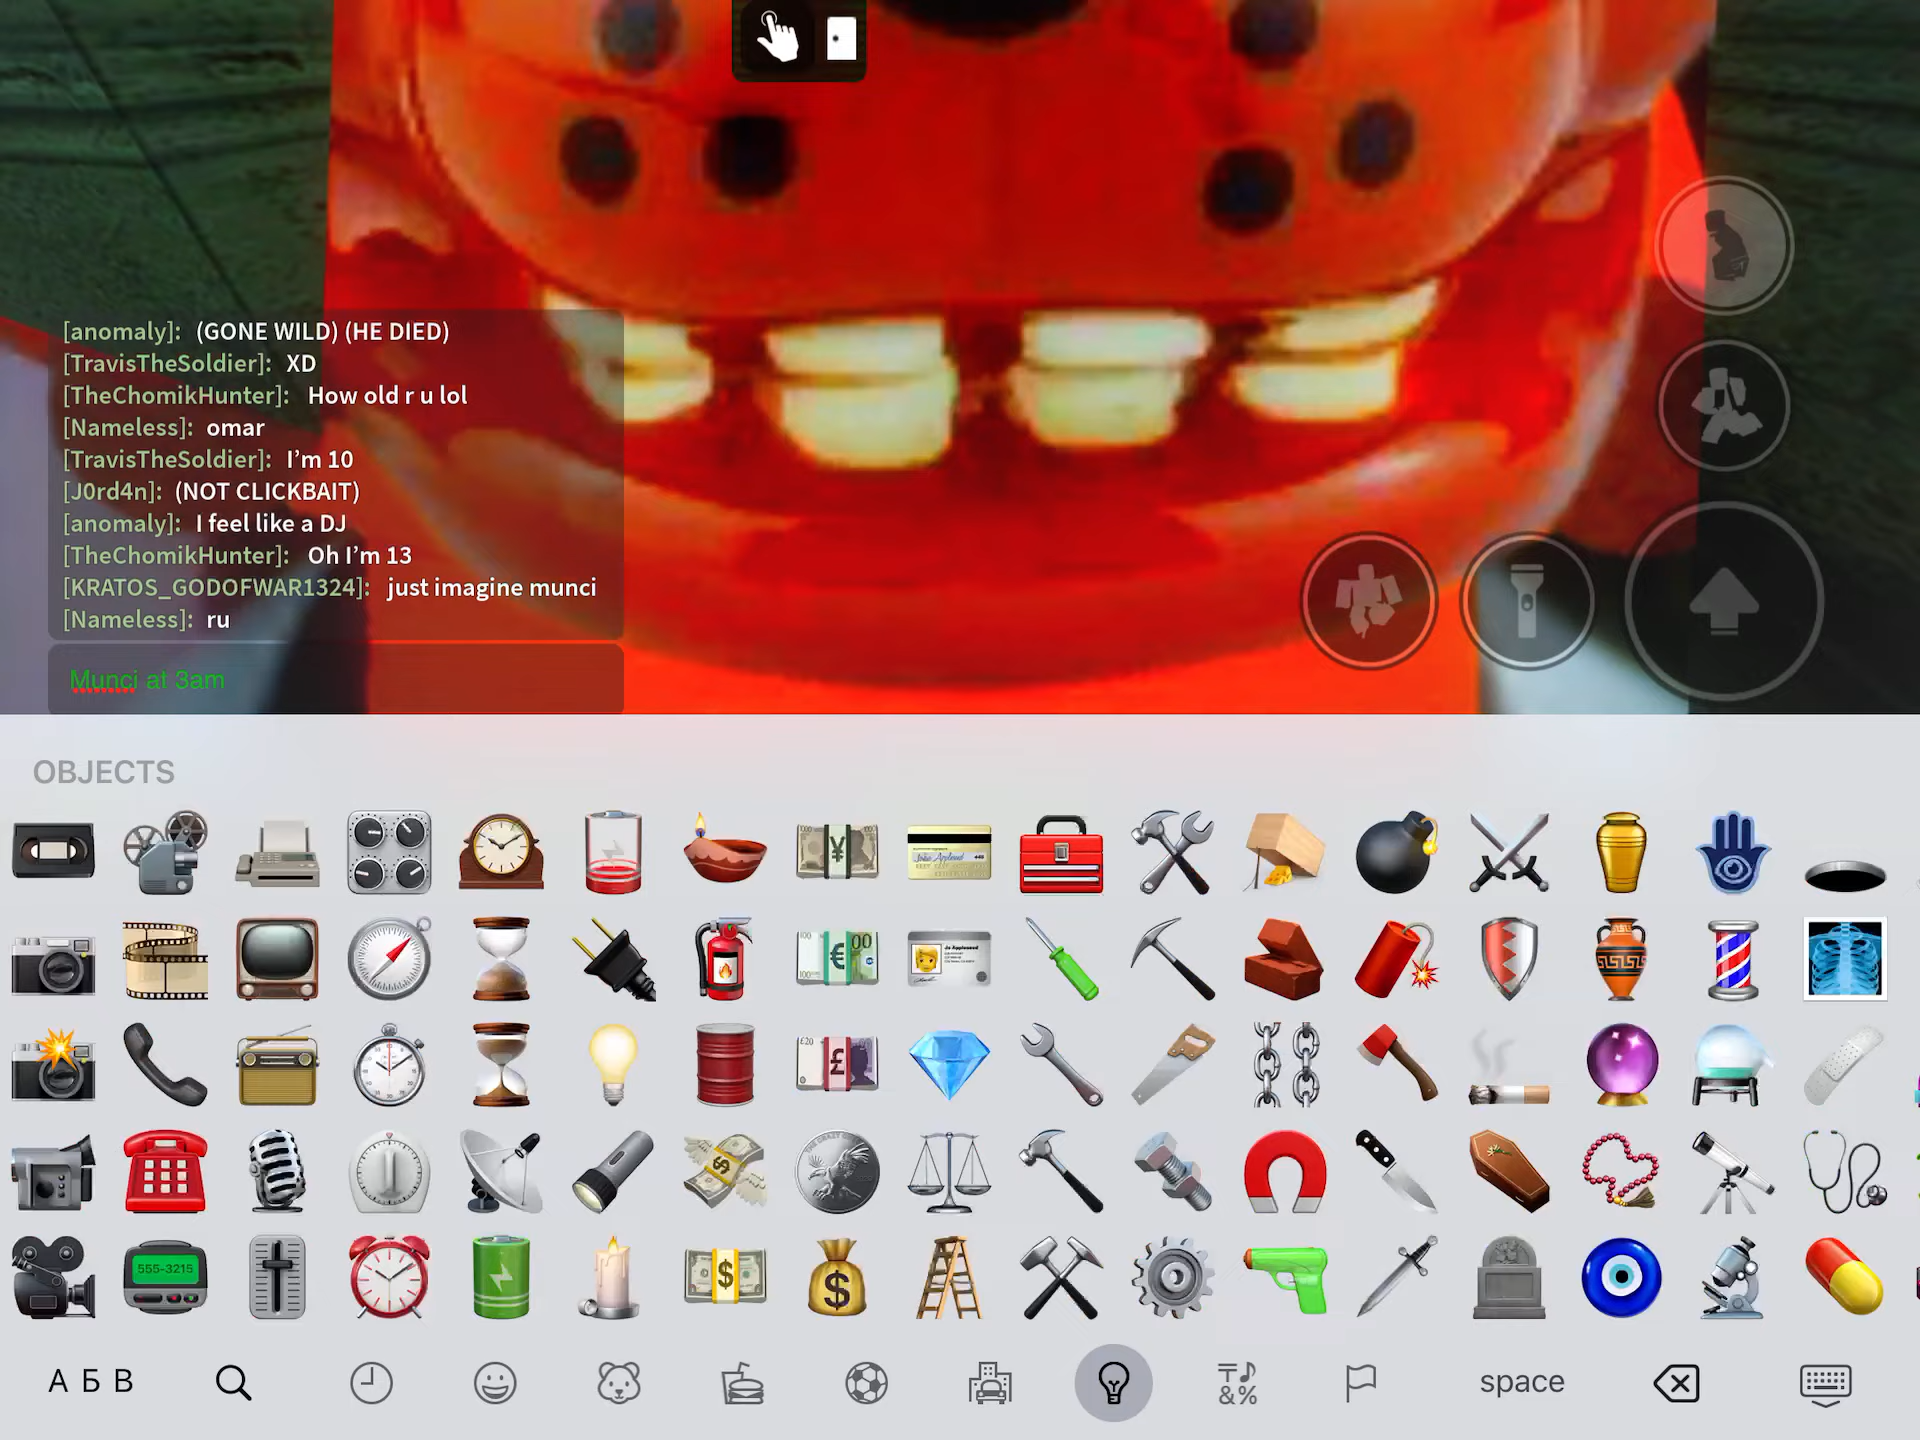 [anomaly]: (GONE WILD) (HE DIED)
[TravisTheSoldier]: XD
[TheChomikHunter]: How old r u lol
[Nameless]: omar
[TravisTheSoldier]: I'm 10
[J0rd4n]: (NOT CLICKBAIT)
[anomaly]: I feel like a DJ
[TheChomikHunter]: Oh I'm 13
[KRATOS_GODOFWAR1324]: just imagine munci
[Nameless]: ru
Munci at 3am
OBJECTS
555-3215
А Б В
space